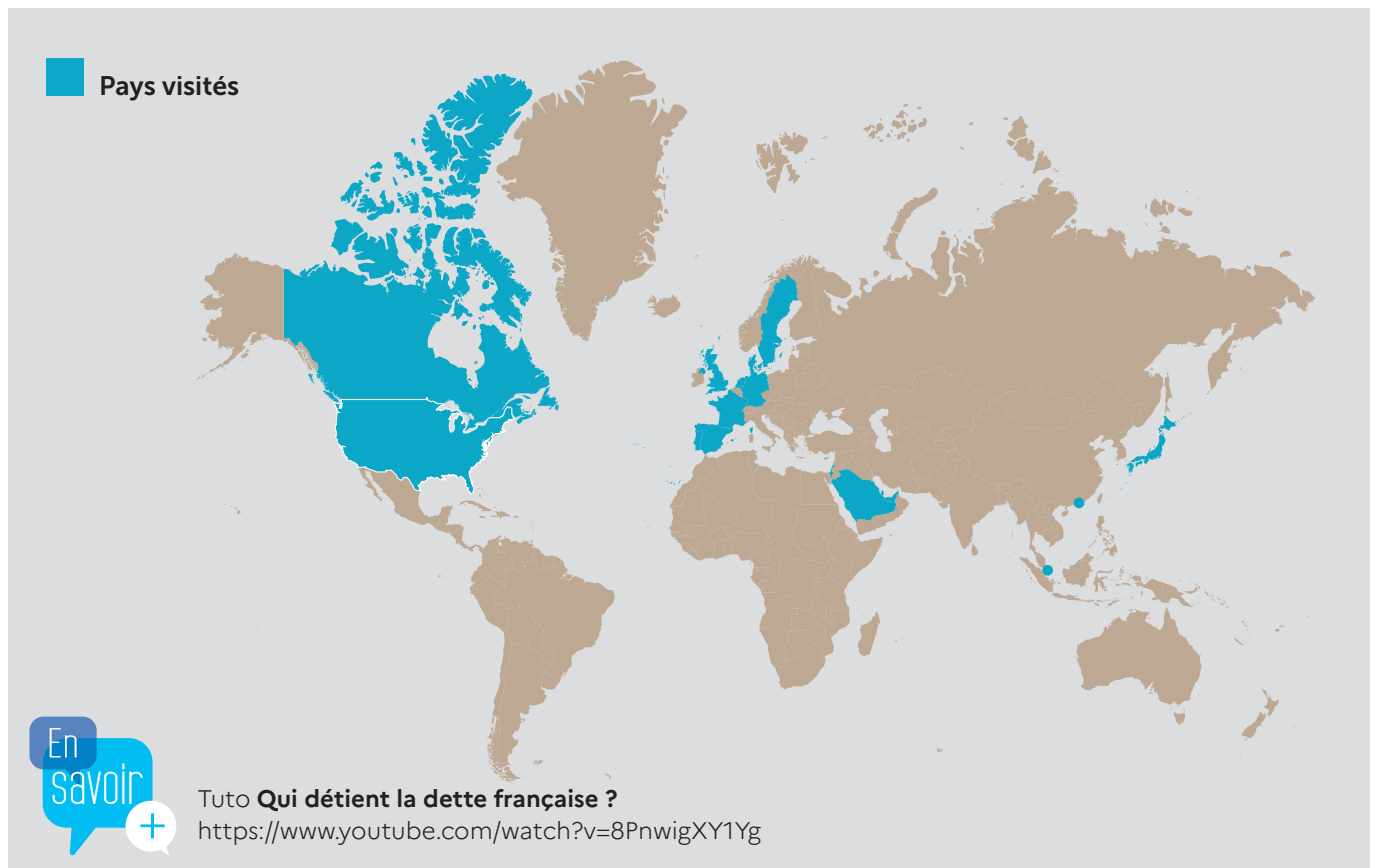 Pays visités
En
savoir
+
Tuto Qui détient la dette française ?
https://www.youtube.com/watch?v=8PnwigXY1Yg